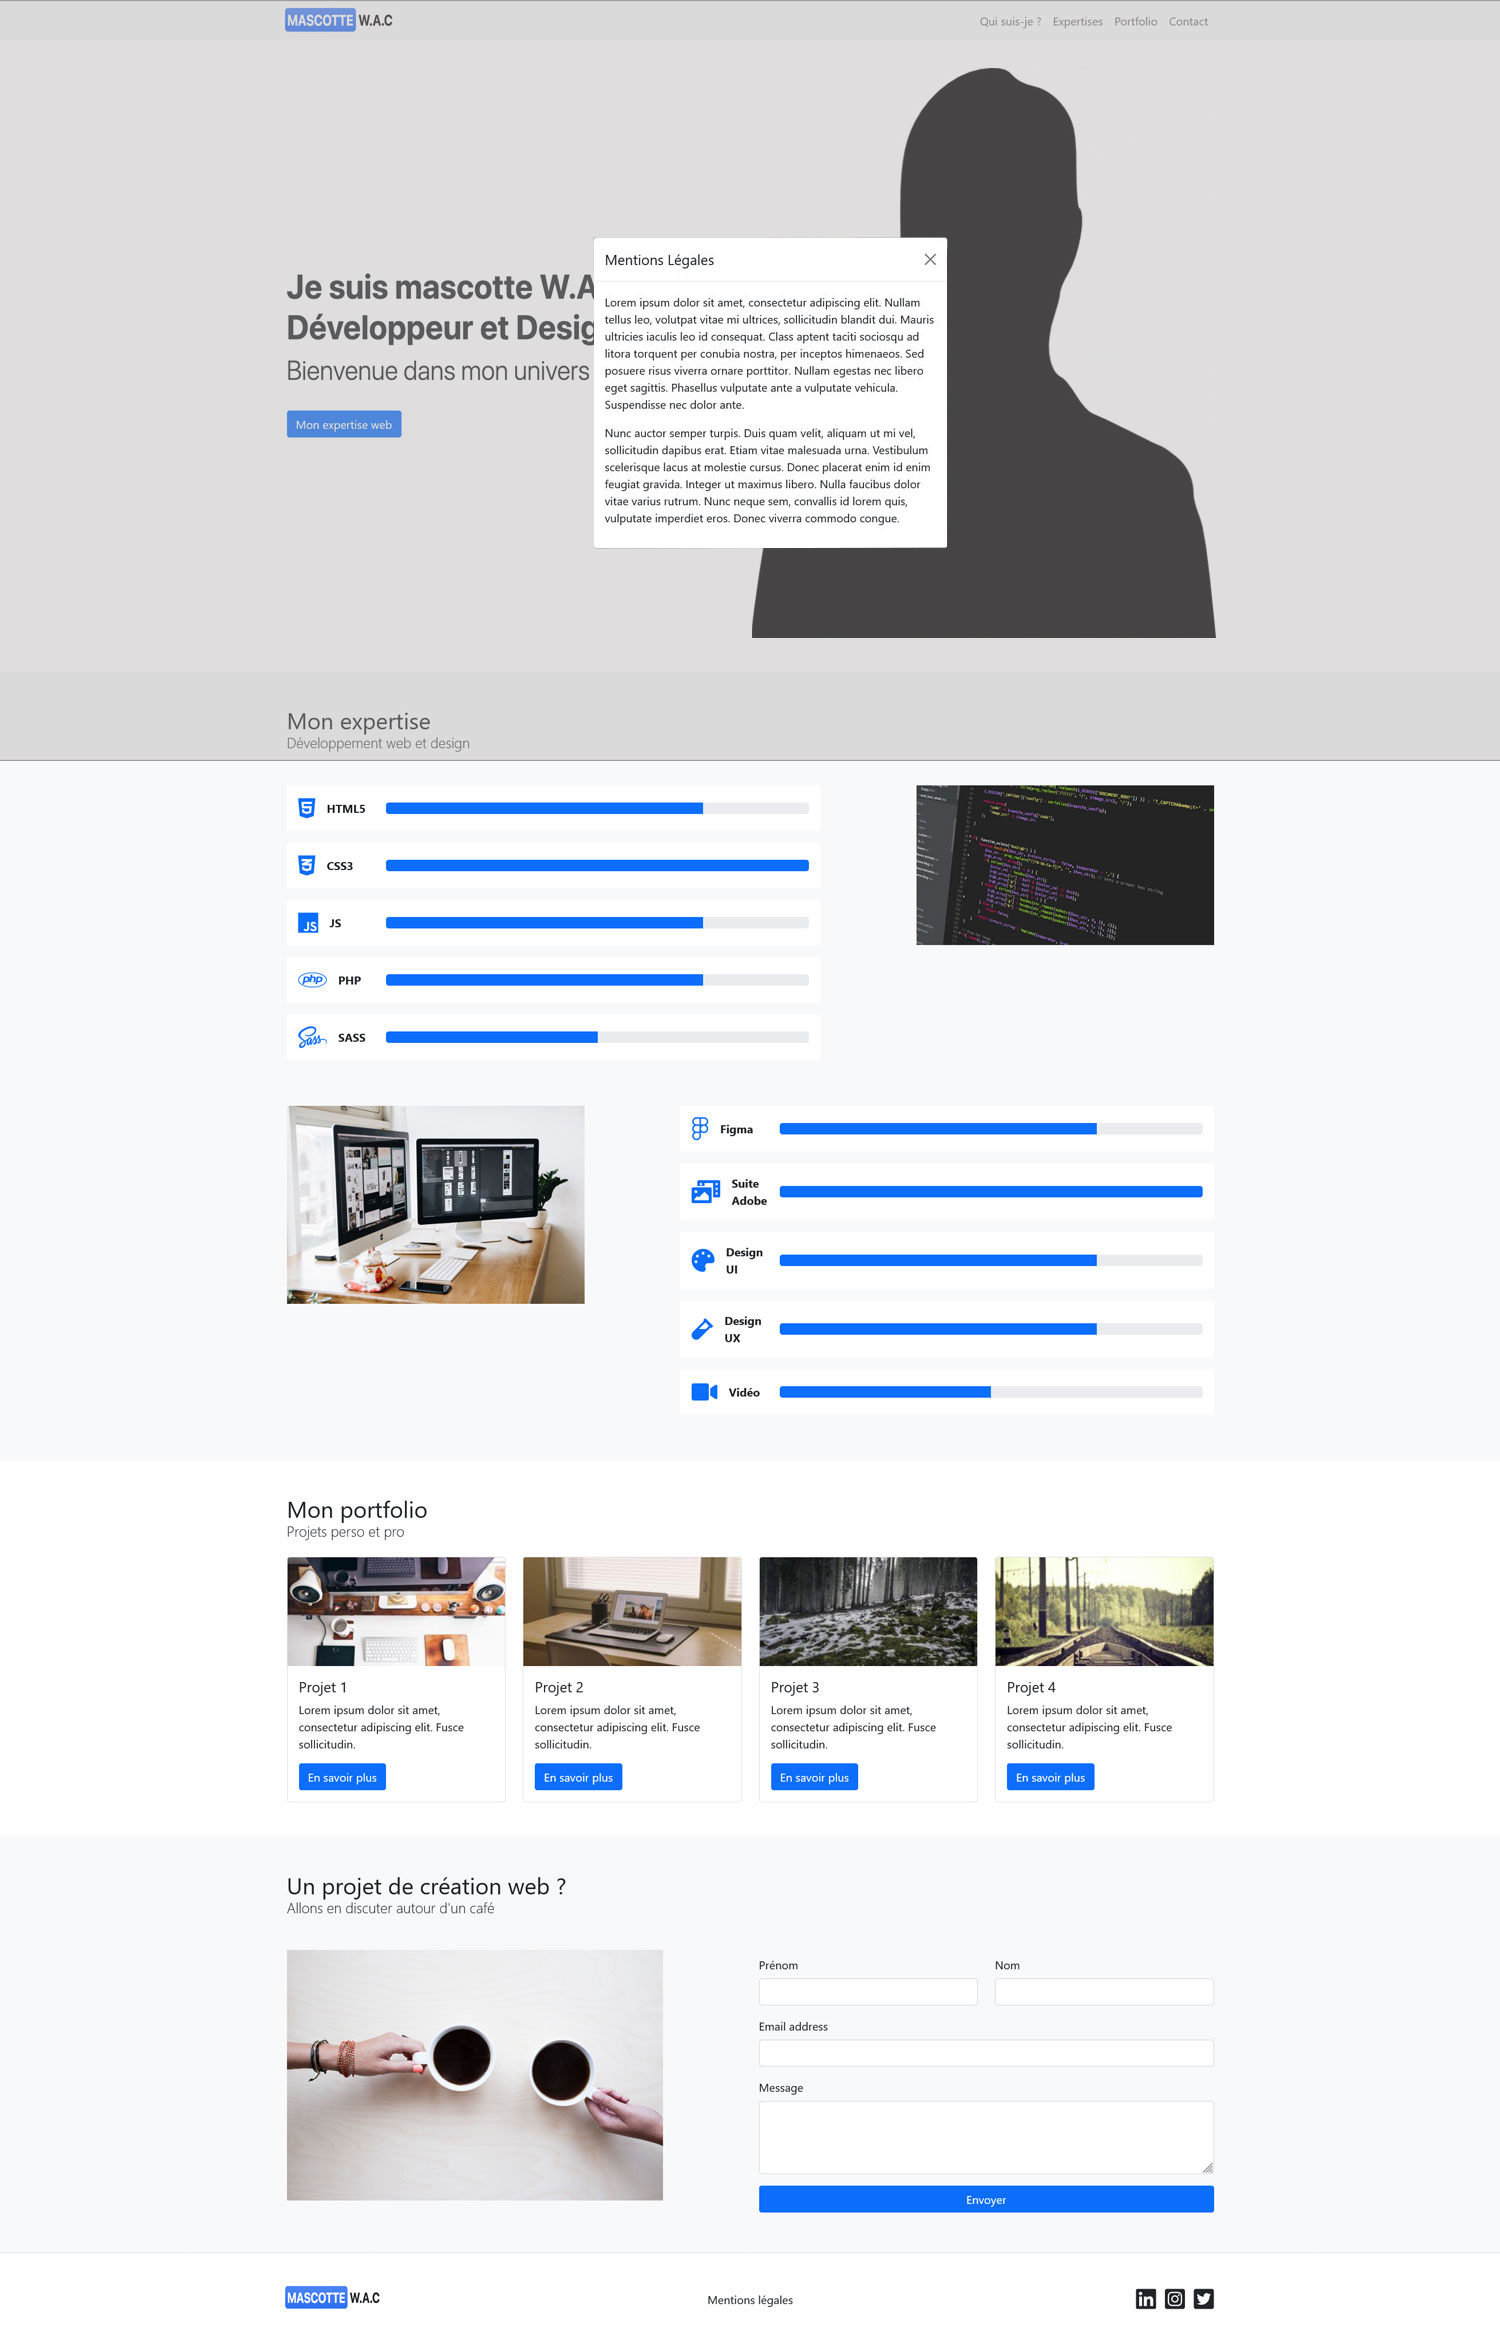 MASCOTTE W.A.C
Qui suis-je ? Expertises Portfolio Contact
Je suis mascotte W.A
Développeur et Desig
Bienvenue dans mon univers
Mon expertise web
Mentions Légales
Lorem ipsum dolor sit amet, consectetur adipiscing elit. Nullam
tellus leo, volutpat vitae mi ultrices, sollicitudin blandit dui. Mauris
ultricies iaculis leo id consequat. Class aptent taciti sociosqu ad
litora torquent per conubia nostra, per inceptos himenaeos. Sed
posuere risus viverra ornare porttitor. Nullam egestas nec libero
eget sagittis. Phasellus vulputate ante a vulputate vehicula.
Suspendisse nec dolor ante.
Nunc auctor semper turpis. Duis quam velit, aliquam ut mi vel,
sollicitudin dapibus erat. Etiam vitae malesuada urna. Vestibulum
scelerisque lacus at molestie cursus. Donec placerat enim id enim
feugiat gravida. Integer ut maximus libero. Nulla faucibus dolor
vitae varius rutrum. Nunc neque sem, convallis id lorem quis,
vulputate imperdiet eros. Donec viverra commodo congue.
Mon expertise
Développement web et design
HTML5
CSS3
JS
JS
php
PHP
Sass
SASS
Figma
Suite
Adobe
Design
UI
Design
UX
Vidéo
Mon portfolio
Projets perso et pro
Projet 1
Lorem ipsum dolor sit amet,
consectetur adipiscing elit. Fusce
sollicitudin.
En savoir plus
Projet 2
Lorem ipsum dolor sit amet,
consectetur adipiscing elit. Fusce
sollicitudin.
En savoir plus
Projet 3
Lorem ipsum dolor sit amet,
consectetur adipiscing elit. Fusce
sollicitudin.
En savoir plus
Projet 4
Lorem ipsum dolor sit amet,
consectetur adipiscing elit. Fusce
sollicitudin.
En savoir plus
Un projet de création web ?
Allons en discuter autour d'un café
Prénom
Nom
Email address
Message
Envoyer
MASCOTTE W.A.C
Mentions légales
in